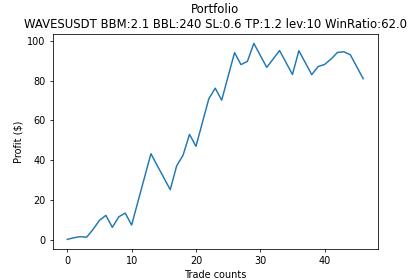 Portfolio
WAVESUSDT BBM:2.1 BBL:240 SL:0.6 TP:1.2 lev:10 WinRatio:62.0
100
80
60
40
20
0
Profit ($)
0 10 20 30 40
Trade counts